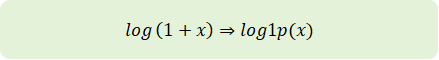 log (1 + x) ⇒ log1p(x)